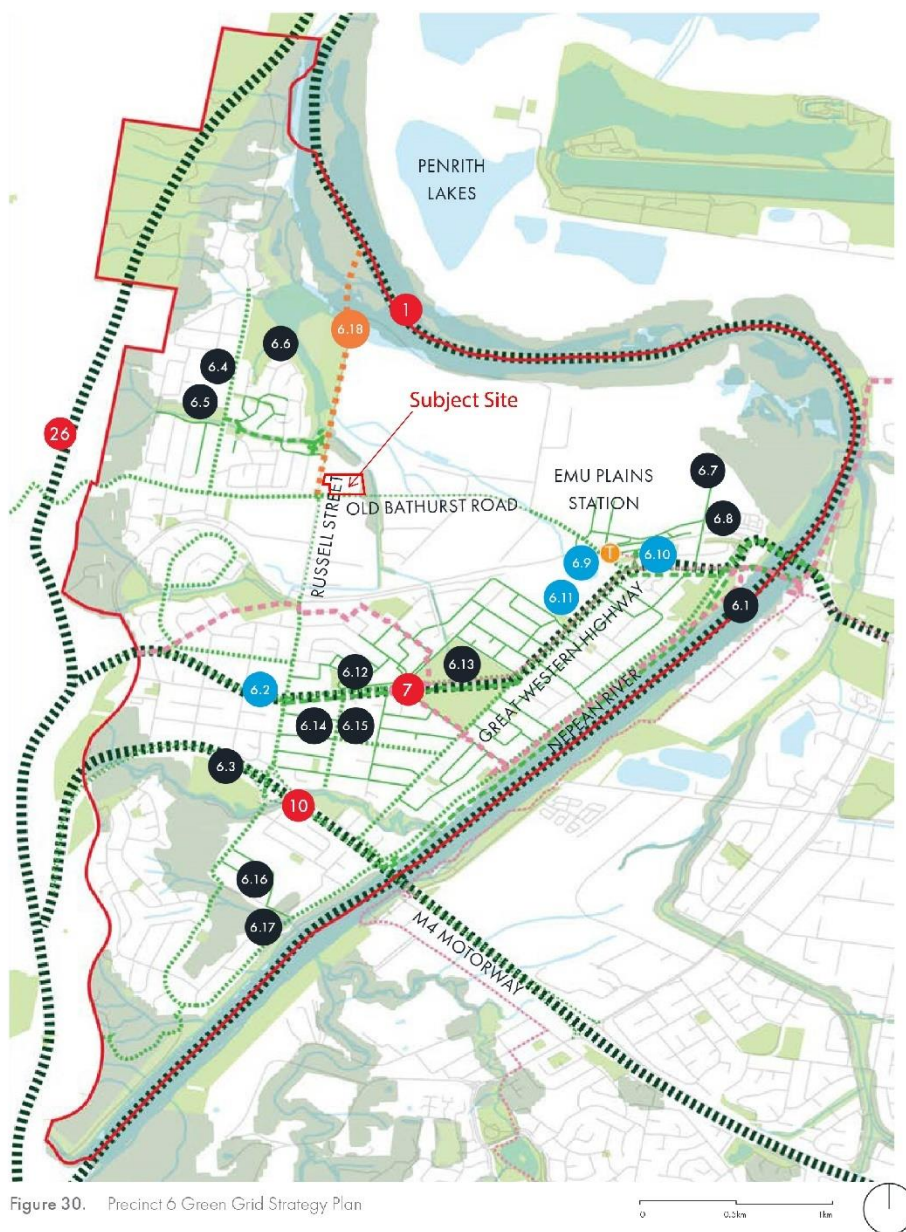 PENRITH
LAKES
1
6.18
6.6
6.4
6.5
26
Subject Site
6.7
EMU PLAINS
STATION
OLD BATHURST ROAD
6.8
RUSSELL STREET
T
6.9
6.10
6.11
6.1
GREAT WESTERN HIGHWAY
6.13
6.12
7
6.2
NEPEAN RIVER
6.14
6.15
6.3
10
6.16
6.17
M4 MOTORWAY
Figure 30. Precinct 6 Green Grid Strategy Plan
0
0.5km
1km